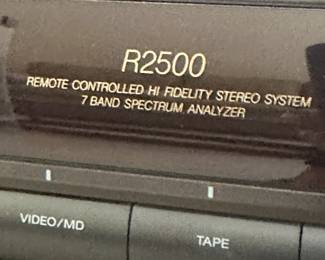 R2500
REMOTE CONTROLLED HI FIDELITY STEREO SYSTEM
7 BAND SPECTRUM ANALYZER
VIDEO/MD
TAPE